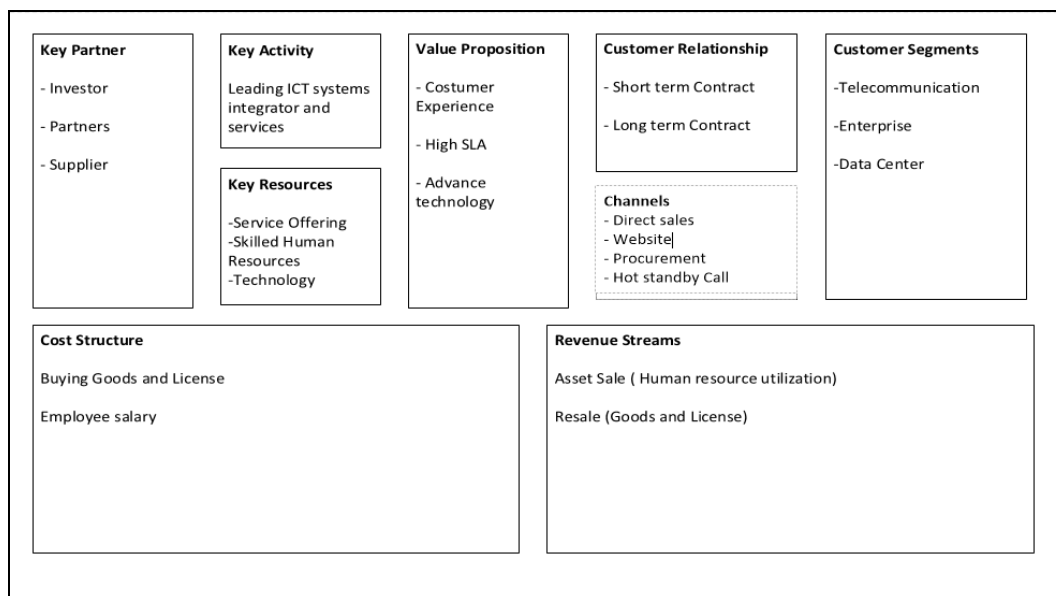 Key Partner
- Investor
- Partners
- Supplier
Key Activity
Leading ICT systems
integrator and
services
Key Resources
-Service Offering
-Skilled Human
Resources
-Technology
Value Proposition
- Costumer
Experience
- High SLA
- Advance
technology
Customer Relationship
- Short term Contract
- Long term Contract
Channels
- Direct sales
- Website
- Procurement
- Hot standby Call
Customer Segments
-Telecommunication
-Enterprise
-Data Center
Cost Structure
Buying Goods and License
Employee salary
Revenue Streams
Asset Sale ( Human resource utilization)
Resale (Goods and License)